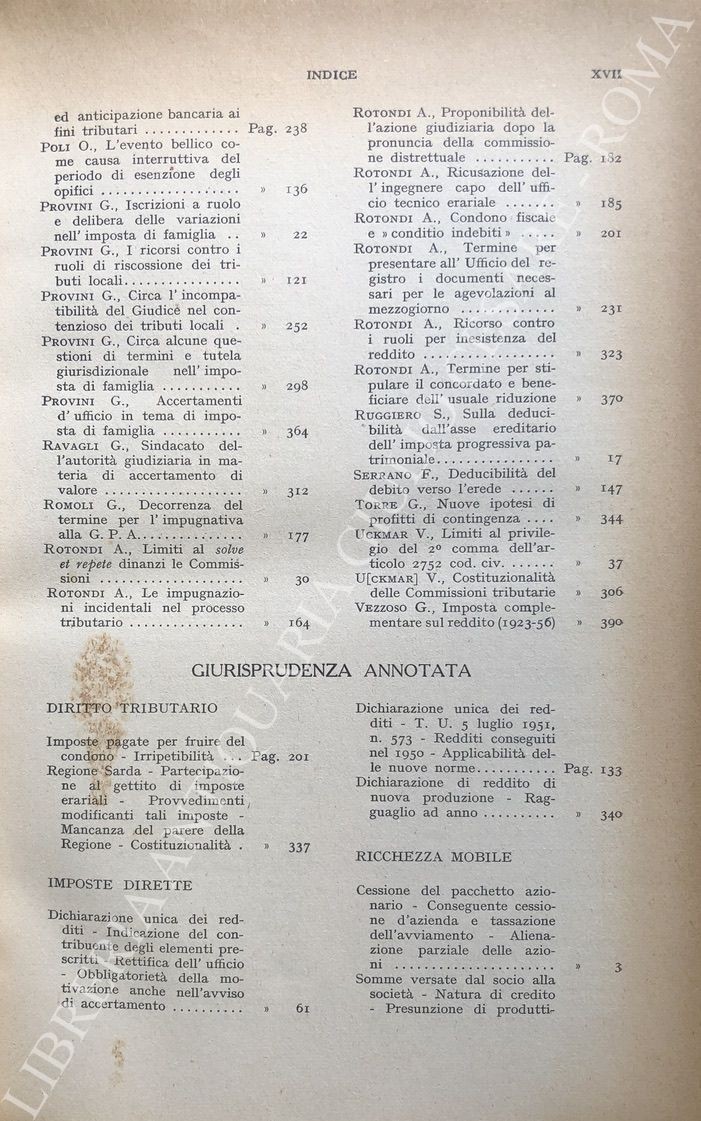 INDICE XVII
ed anticipazione bancaria ai
fini tributari ............. Pag. 238
POLI O., L'evento bellico co-
me causa interruttiva del
periodo di esenzione degli
opifici ................... » 136
PROVINI G., Iscrizioni a ruolo
e delibera delle variazioni
nell' imposta di famiglia .. » 22
PROVINI G., I ricorsi contro i
ruoli di riscossione dei tri-
buti locali................ » 121
PROVINI G., Circa l' incompa-
tibilità del Giudice nel con-
tenzioso dei tributi locali . » 252
PROVINI G., Circa alcune que-
stioni di termini e tutela
giurisdizionale nell' impo-
sta di famiglia ........... » 298
PROVINI G., Accertamenti
d' ufficio in tema di impo-
sta di famiglia ........... » 364
RAVAGLI G., Sindacato del-
l'autorità giudiziaria in ma-
teria di accertamento di
valore ................... » 312
ROMOLI G., Decorrenza del
termine per l' impugnativa
alla G. P. A............... » 177
ROTONDI A., Limiti al solve
et repete dinanzi le Commis-
sioni ..................... » 30
ROTONDI A., Le impugnazio-
ni incidentali nel processo
tributario ................ » 164
ROTONDI A., Proponibilità del-
l'azione giudiziaria dopo la
pronuncia della commissio-
ne distrettuale ........... Pag. 182
ROTONDI A., Ricusazione del-
l' ingegnere capo dell' uffi-
cio tecnico erariale ....... » 185
ROTONDI A., Condono fiscale
e » conditio indebiti » ..... » 201
ROTONDI A., Termine per
presentare all' Ufficio del re-
gistro i documenti neces-
sari per le agevolazioni al
mezzogiorno ............. » 231
ROTONDI A., Ricorso contro
i ruoli per inesistenza del
reddito .................. » 323
ROTONDI A., Termine per sti-
pulare il concordato e bene-
ficiare dell' usuale riduzione » 370
RUGGIERO S., Sulla deduci-
bilità dall'asse ereditario
dell' imposta progressiva pa-
trimoniale................ » 17
SERRANO F., Deducibilità del
debito verso l'erede ...... » 147
TORRE G., Nuove ipotesi di
profitti di contingenza .... » 344
UCKMAR V., Limiti al privile-
gio del 2º comma dell'ar-
ticolo 2752 cod. civ. ....... » 37
U[CKMAR] V., Costituzionalità
delle Commissioni tributarie » 306
VEZZOSO G., Imposta comple-
mentare sul reddito (1923-56) » 390
GIURISPRUDENZA ANNOTATA
DIRITTO TRIBUTARIO
Imposte pagate per fruire del
condono - Irripetibilità ... Pag. 201
Regione Sarda - Partecipazio-
ne al gettito di imposte
erariali - Provvedimenti
modificanti tali imposte -
Mancanza del parere della
Regione - Costituzionalità . » 337
IMPOSTE DIRETTE
Dichiarazione unica dei red-
diti - Indicazione del con-
tribuente degli elementi pre-
scritti - Rettifica dell' ufficio
- Obbligatorietà della mo-
tivazione anche nell'avviso
di accertamento .......... » 61
Dichiarazione unica dei red-
diti - T. U. 5 luglio 1951,
n. 573 - Redditi conseguiti
nel 1950 - Applicabilità del-
le nuove norme........... Pag. 133
Dichiarazione di reddito di
nuova produzione - Rag-
guaglio ad anno .......... » 340
RICCHEZZA MOBILE
Cessione del pacchetto azio-
nario - Conseguente cessio-
ne d'azienda e tassazione
dell'avviamento - Aliena-
zione parziale delle azio-
ni ...................... » 3
Somme versate dal socio alla
società - Natura di credito
- Presunzione di produtti-